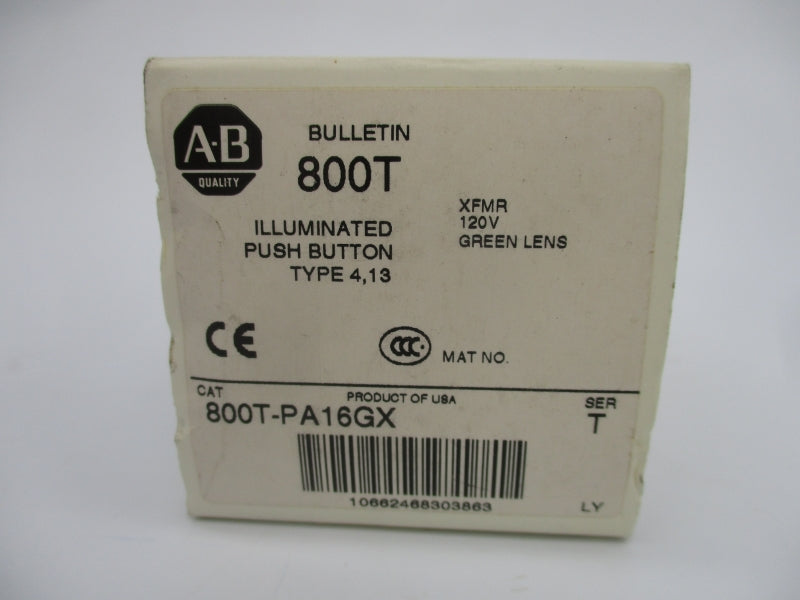 A-B
QUALITY
BULLETIN
800T
ILLUMINATED
PUSH BUTTON
TYPE 4,13
XFMR
120V
GREEN LENS
CE
CCC
MAT NO.
CAT
PRODUCT OF USA
SER
800T-PA16GX
T
10662468303863
LY